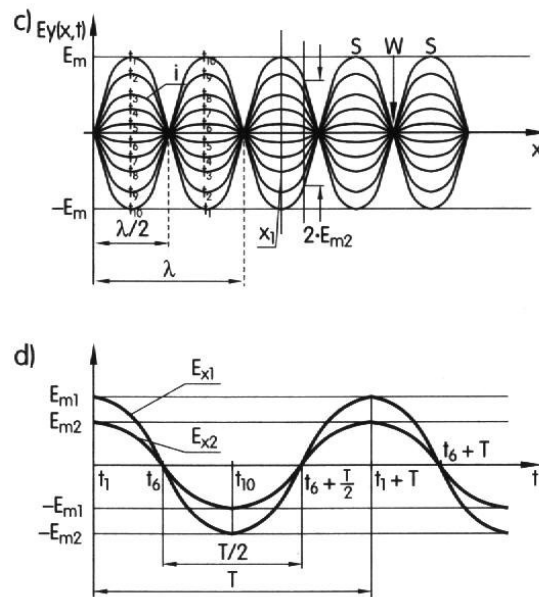 c) Ey(x,t)
Em
S W S
t1 t10
t2 t9
t3 i t8
t4 t7
t5 t6
x
t6 t5
t7 t4
t8 t3
t9 t2
t10 t1
-Em
λ/2
x1
2·Em2
λ
d)
Ex1
Em1
Em2
Ex2
t6 + T
t1 t6 t10 t6 + T/2 t1 + T t
-Em1
-Em2
T/2
T